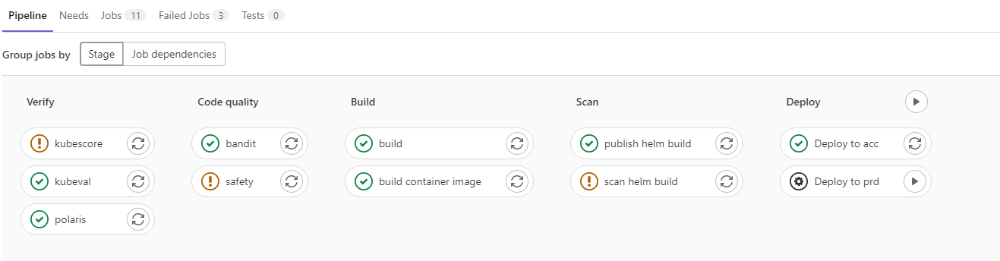 Pipeline Needs Jobs 11 Failed Jobs 3 Tests 0
Group jobs by Stage Job dependencies
Verify Code quality Build Scan Deploy
kubescore bandit build publish helm build Deploy to acc
kubeval safety build container image scan helm build Deploy to prd
polaris